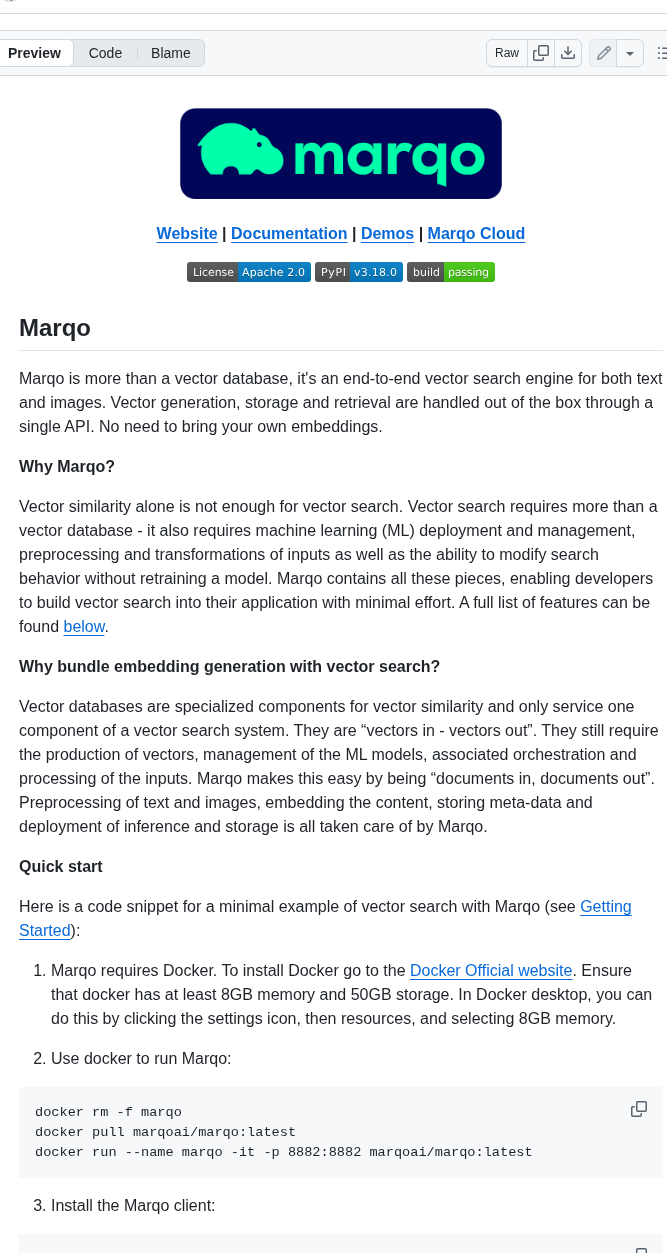 Preview Code Blame Raw
marqo
Website | Documentation | Demos | Marqo Cloud
License Apache 2.0 PyPI v3.18.0 build passing
Marqo
Marqo is more than a vector database, it's an end-to-end vector search engine for both text
and images. Vector generation, storage and retrieval are handled out of the box through a
single API. No need to bring your own embeddings.
Why Marqo?
Vector similarity alone is not enough for vector search. Vector search requires more than a
vector database - it also requires machine learning (ML) deployment and management,
preprocessing and transformations of inputs as well as the ability to modify search
behavior without retraining a model. Marqo contains all these pieces, enabling developers
to build vector search into their application with minimal effort. A full list of features can be
found below.
Why bundle embedding generation with vector search?
Vector databases are specialized components for vector similarity and only service one
component of a vector search system. They are “vectors in - vectors out”. They still require
the production of vectors, management of the ML models, associated orchestration and
processing of the inputs. Marqo makes this easy by being “documents in, documents out”.
Preprocessing of text and images, embedding the content, storing meta-data and
deployment of inference and storage is all taken care of by Marqo.
Quick start
Here is a code snippet for a minimal example of vector search with Marqo (see Getting
Started):
1. Marqo requires Docker. To install Docker go to the Docker Official website. Ensure
that docker has at least 8GB memory and 50GB storage. In Docker desktop, you can
do this by clicking the settings icon, then resources, and selecting 8GB memory.
2. Use docker to run Marqo:
docker rm -f marqo
docker pull marqoai/marqo:latest
docker run --name marqo -it -p 8882:8882 marqoai/marqo:latest
3. Install the Marqo client: